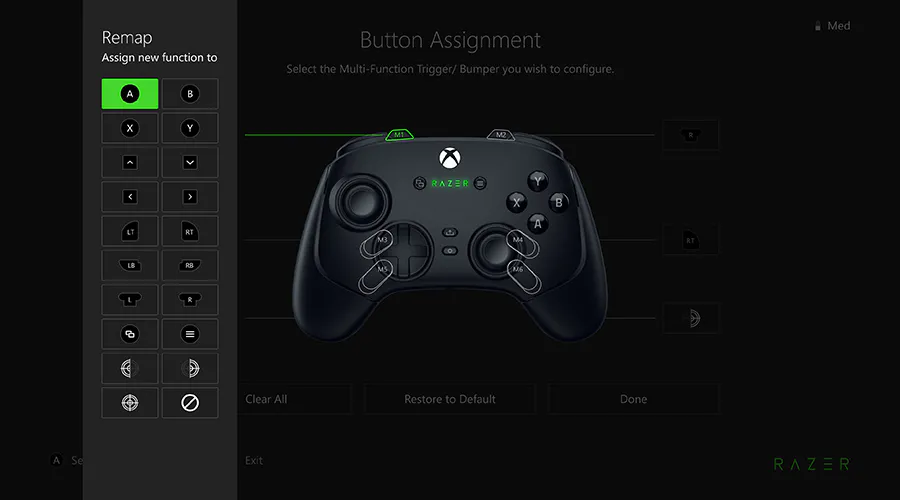 Remap
Assign new function to
A B
X Y
LT RT
LB RB
L R
Med
Button Assignment
Select the Multi-Function Trigger/ Bumper you wish to configure.
M1 M2
R
RAZER
Y
X B
A
M3 M4
RT
M5 M6
Clear All Restore to Default Done
A Se Exit
RAZER